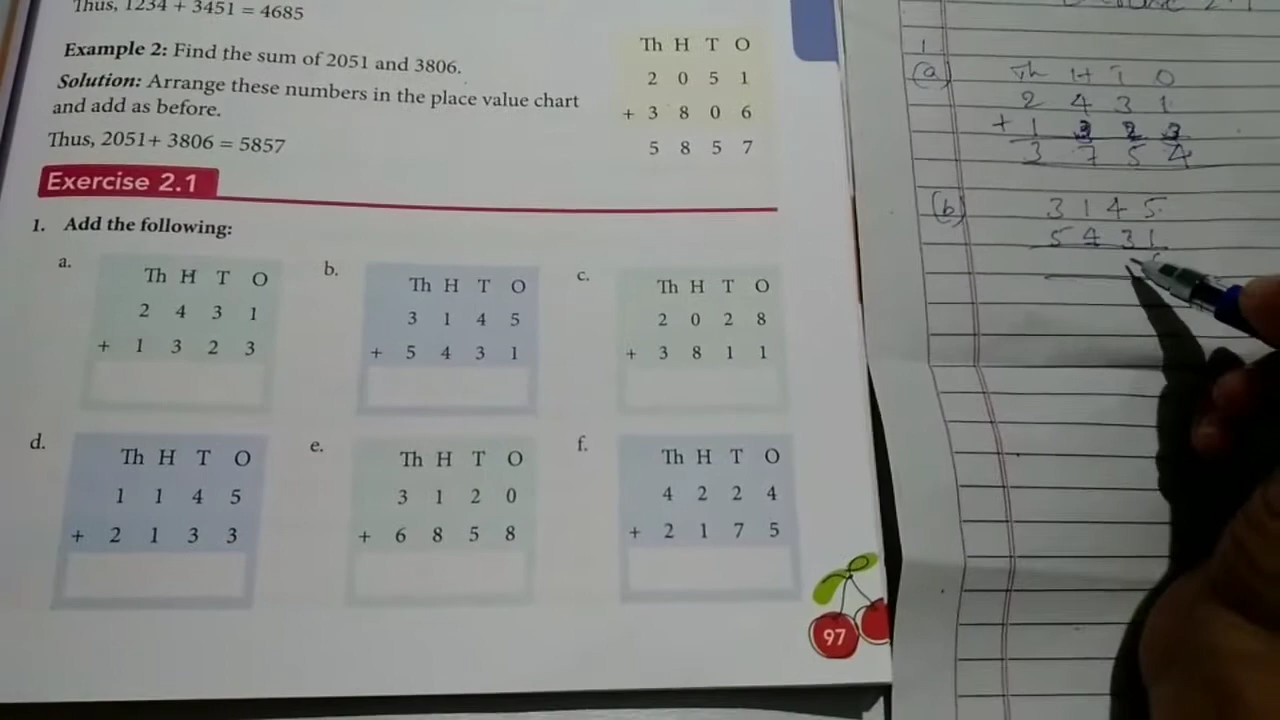 Thus, 1234 + 3451 = 4685
Example 2: Find the sum of 2051 and 3806.
Solution: Arrange these numbers in the place value chart
and add as before.
Thus, 2051+ 3806 = 5857
Th H T O
2 0 5 1
+ 3 8 0 6
5 8 5 7
Exercise 2.1
1. Add the following:
a.
Th H T O
2 4 3 1
+ 1 3 2 3
b.
Th H T O
3 1 4 5
+ 5 4 3 1
c.
Th H T O
2 0 2 8
+ 3 8 1 1
d.
Th H T O
1 1 4 5
+ 2 1 3 3
e.
Th H T O
3 1 2 0
+ 6 8 5 8
f.
Th H T O
4 2 2 4
+ 2 1 7 5
97
1
(a)
Th H T O
2 4 3 1
+ 1 3 2 3
3 7 5 4
(b)
3 1 4 5
5 4 3 1
6